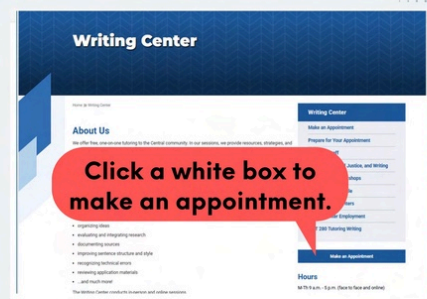 Writing Center
Home » Writing Center
About Us
We offer free, one-on-one tutoring to the Central community. In our sessions, we provide resources, strategies, and
Click a white box to
make an appointment.
• organizing ideas
• evaluating and integrating research
• documenting sources
• improving sentence structure and style
• recognizing technical errors
• reviewing application materials
• ...and much more!
The Writing Center conducts in-person and online sessions.
Writing Center
Make an Appointment
Prepare for Your Appointment
Justice, and Writing
Employment
280 Tutoring Writing
Make an Appointment
Hours
M-Th 9 a.m. - 5 p.m. (face to face and online)